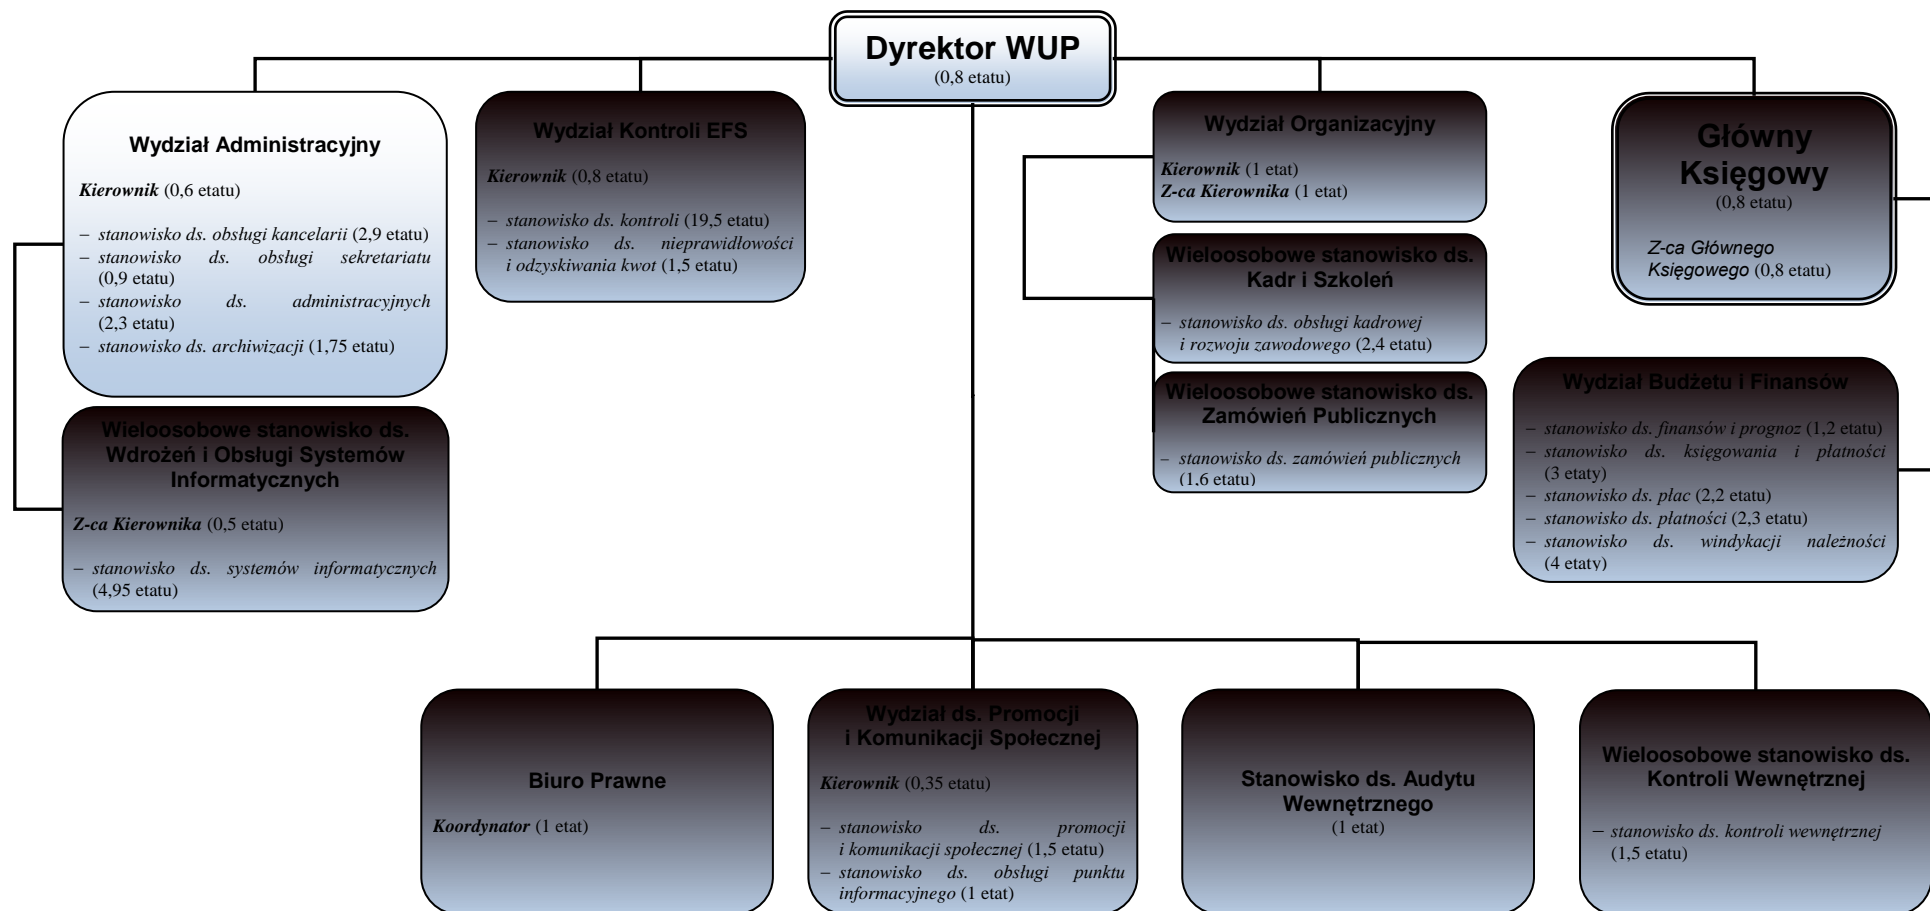 Dyrektor WUP
(0,8 etatu)
Wydział Administracyjny
Kierownik (0,6 etatu)
– stanowisko ds. obsługi kancelarii (2,9 etatu)
– stanowisko ds. obsługi sekretariatu
(0,9 etatu)
– stanowisko ds. administracyjnych
(2,3 etatu)
– stanowisko ds. archiwizacji (1,75 etatu)
Wieloosobowe stanowisko ds.
Wdrożeń i Obsługi Systemów
Informatycznych
Z-ca Kierownika (0,5 etatu)
– stanowisko ds. systemów informatycznych
(4,95 etatu)
Wydział Kontroli EFS
Kierownik (0,8 etatu)
– stanowisko ds. kontroli (19,5 etatu)
– stanowisko ds. nieprawidłowości
i odzyskiwania kwot (1,5 etatu)
Wydział Organizacyjny
Kierownik (1 etat)
Z-ca Kierownika (1 etat)
Wieloosobowe stanowisko ds.
Kadr i Szkoleń
– stanowisko ds. obsługi kadrowej
i rozwoju zawodowego (2,4 etatu)
Wieloosobowe stanowisko ds.
Zamówień Publicznych
– stanowisko ds. zamówień publicznych
(1,6 etatu)
Główny
Księgowy
(0,8 etatu)
Z-ca Głównego
Księgowego (0,8 etatu)
Wydział Budżetu i Finansów
– stanowisko ds. finansów i prognoz (1,2 etatu)
– stanowisko ds. księgowania i płatności
(3 etaty)
– stanowisko ds. płac (2,2 etatu)
– stanowisko ds. płatności (2,3 etatu)
– stanowisko ds. windykacji należności
(4 etaty)
Biuro Prawne
Koordynator (1 etat)
Wydział ds. Promocji
i Komunikacji Społecznej
Kierownik (0,35 etatu)
– stanowisko ds. promocji
i komunikacji społecznej (1,5 etatu)
– stanowisko ds. obsługi punktu
informacyjnego (1 etat)
Stanowisko ds. Audytu
Wewnętrznego
(1 etat)
Wieloosobowe stanowisko ds.
Kontroli Wewnętrznej
– stanowisko ds. kontroli wewnętrznej
(1,5 etatu)